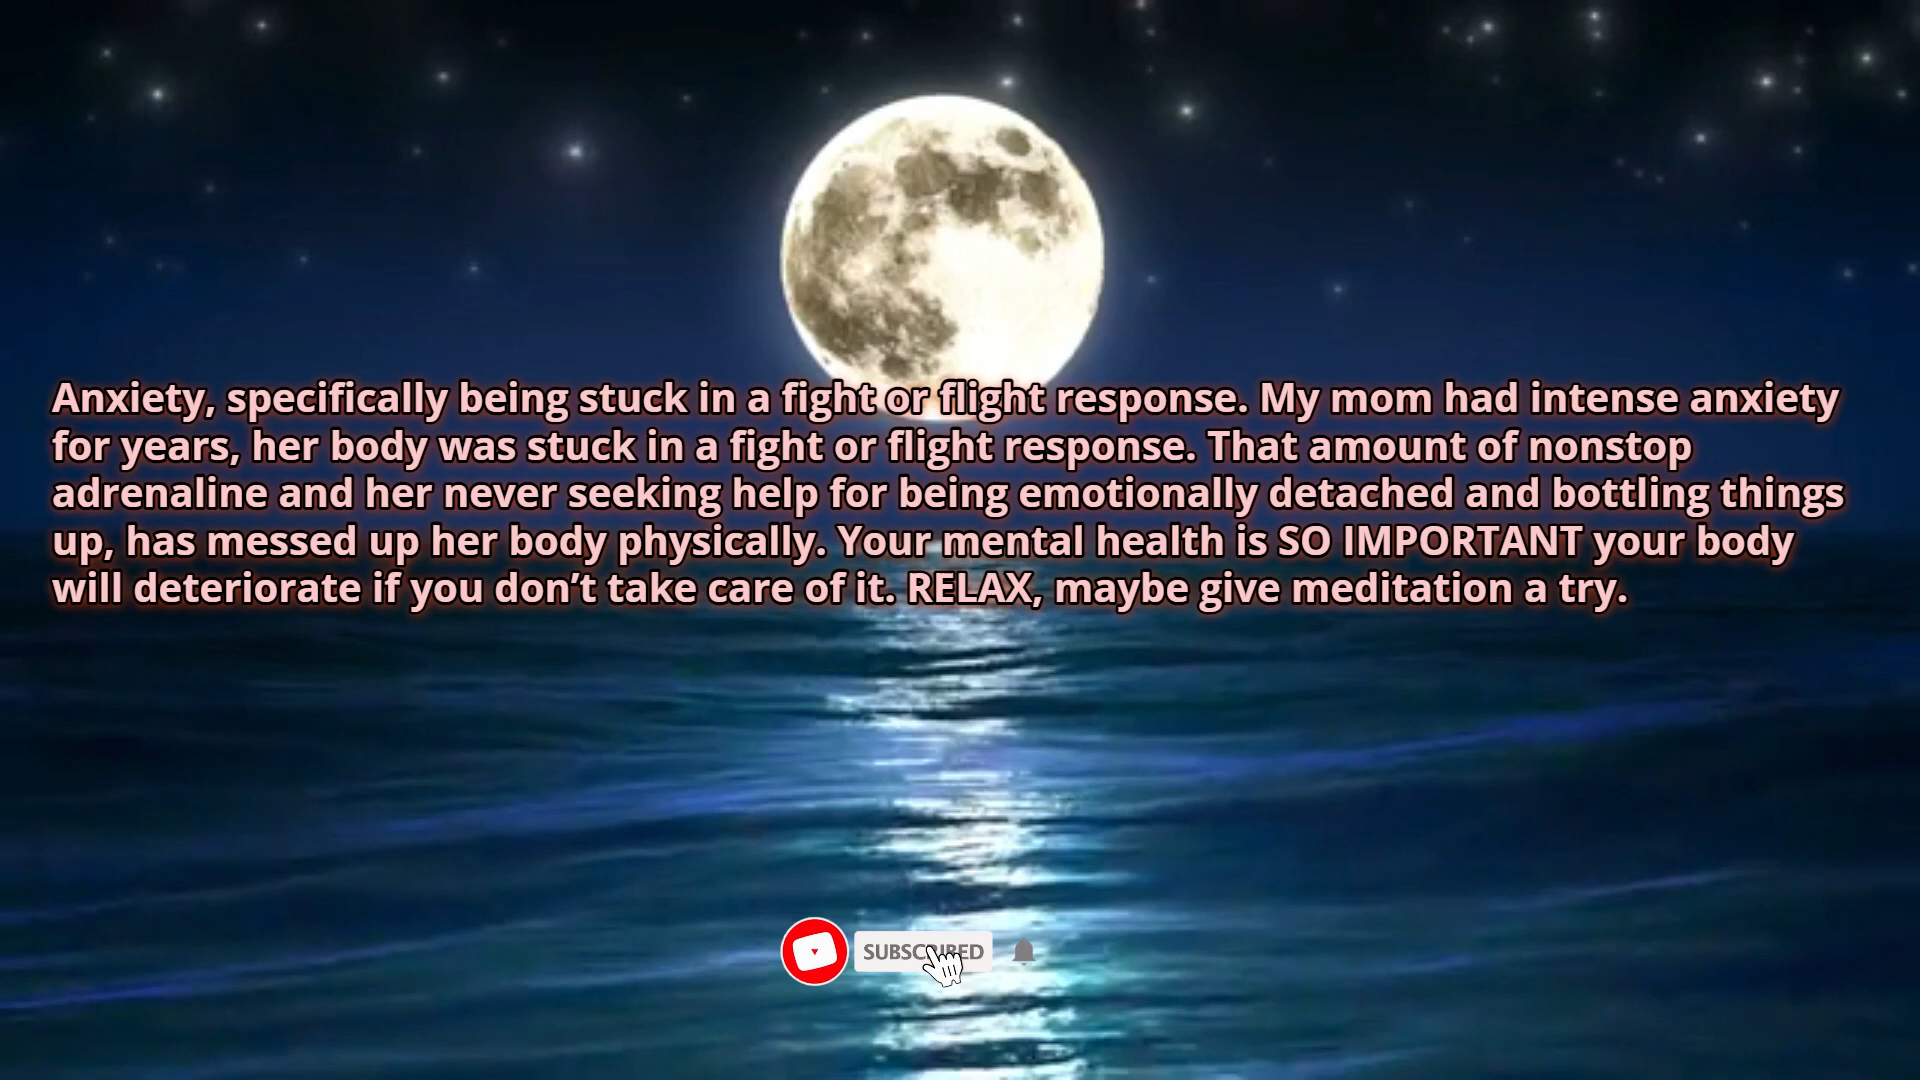 Anxiety, specifically being stuck in a fight or flight response. My mom had intense anxiety
for years, her body was stuck in a fight or flight response. That amount of nonstop
adrenaline and her never seeking help for being emotionally detached and bottling things
up, has messed up her body physically. Your mental health is SO IMPORTANT your body
will deteriorate if you don’t take care of it. RELAX, maybe give meditation a try.
SUBSCRIBED